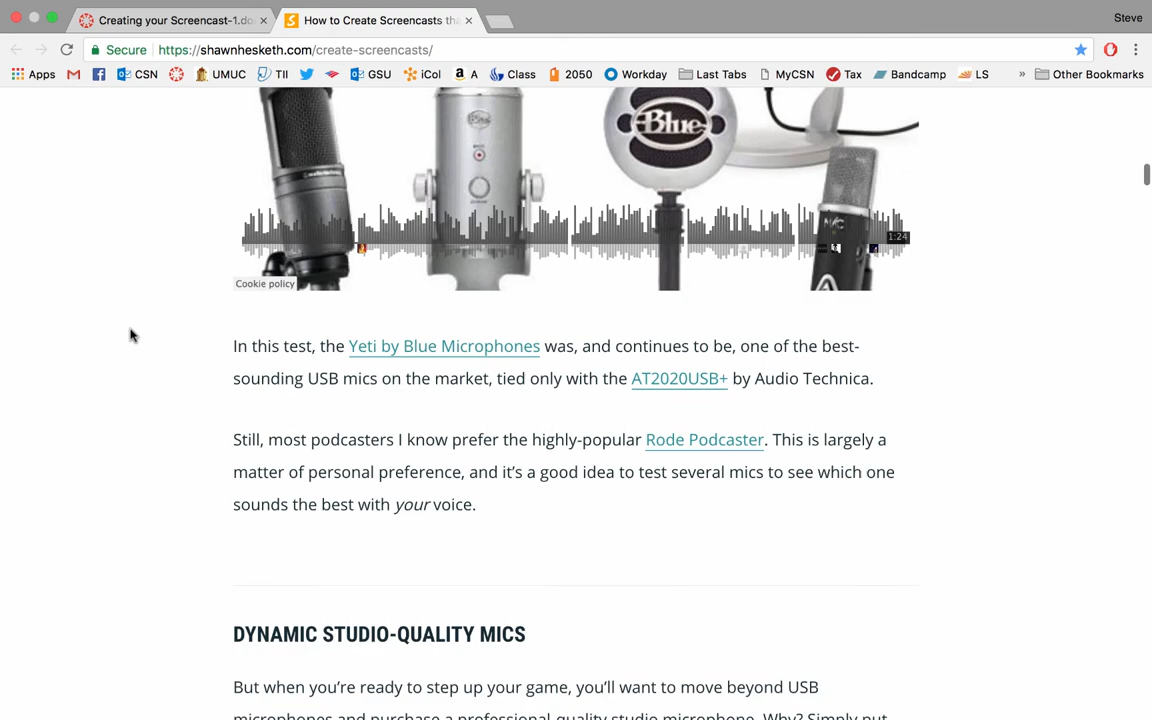 Creating your Screencast-1.do
How to Create Screencasts tha
Steve
Secure https://shawnhesketh.com/create-screencasts/
Apps CSN UMUC TII GSU iCol A Class 2050 Workday Last Tabs MyCSN Tax Bandcamp LS » Other Bookmarks
Blue
1:24
Cookie policy
In this test, the Yeti by Blue Microphones was, and continues to be, one of the best-
sounding USB mics on the market, tied only with the AT2020USB+ by Audio Technica.
Still, most podcasters I know prefer the highly-popular Rode Podcaster. This is largely a
matter of personal preference, and it’s a good idea to test several mics to see which one
sounds the best with your voice.
DYNAMIC STUDIO-QUALITY MICS
But when you’re ready to step up your game, you’ll want to move beyond USB
microphones and purchase a professional-quality studio microphone. Why? Simply put,